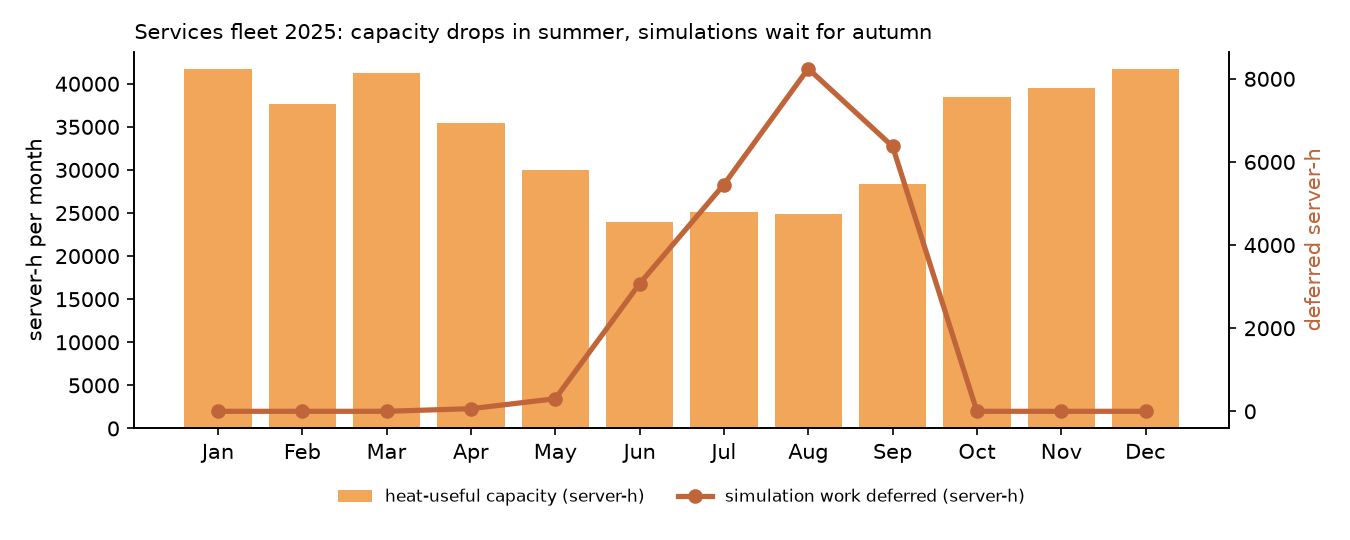 Services fleet 2025: capacity drops in summer, simulations wait for autumn
server-h per month
40000
35000
30000
25000
20000
15000
10000
5000
0
8000
6000
4000
2000
0
deferred server-h
Jan Feb Mar Apr May Jun Jul Aug Sep Oct Nov Dec
heat-useful capacity (server-h) simulation work deferred (server-h)